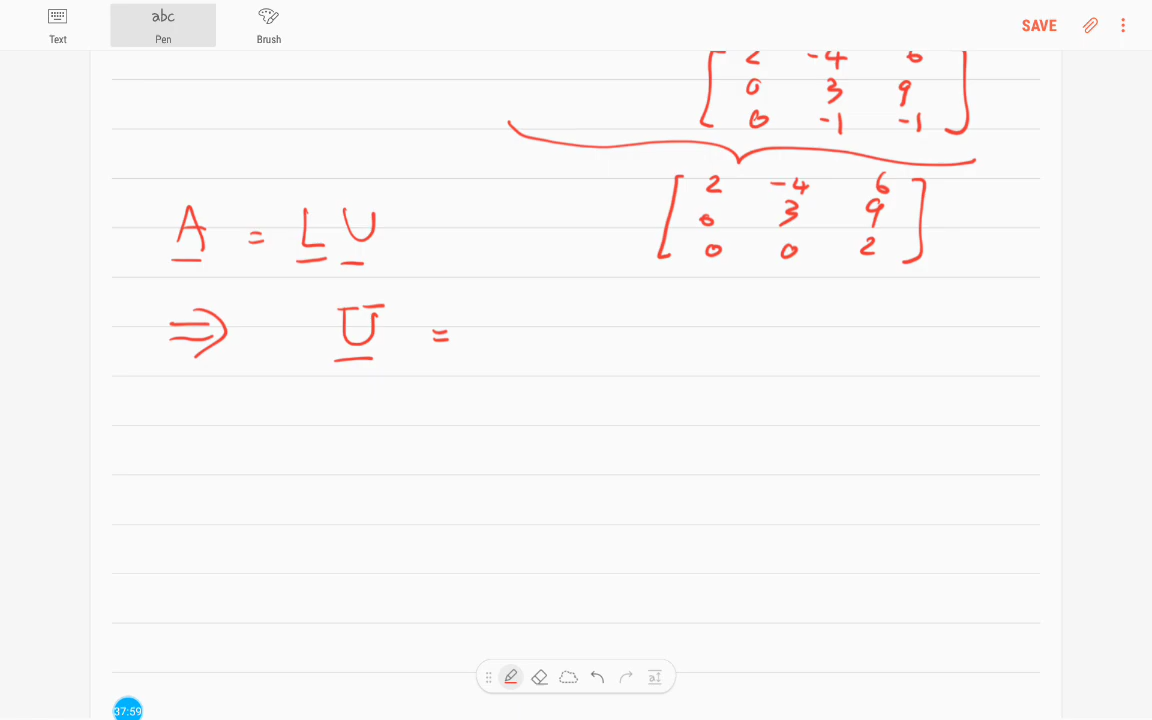 Text
abc
Pen
Brush
SAVE
2 -4 6
0 3 9
0 -1 -1
2 -4 6
0 3 9
0 0 2
A = L U
⇒ U =
a
37:59